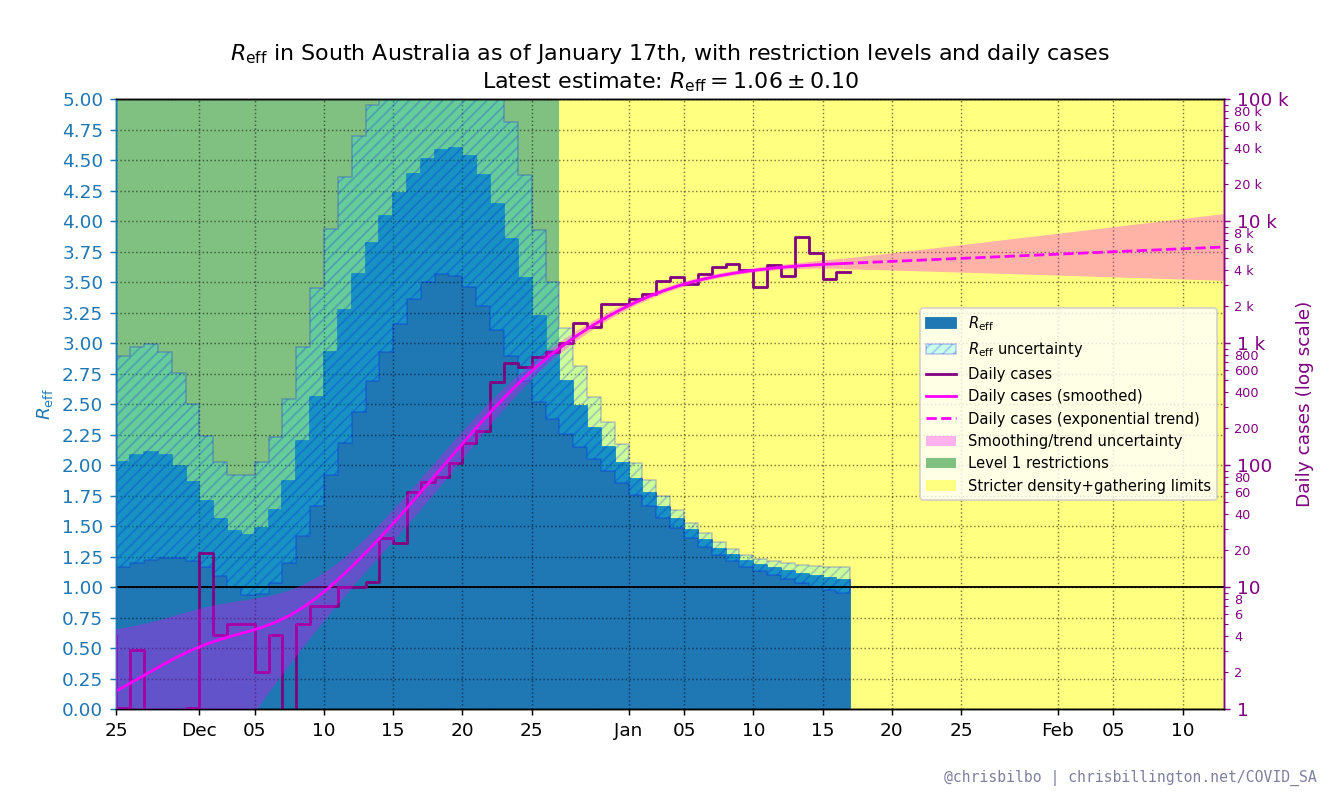 Reff in South Australia as of January 17th, with restriction levels and daily cases
Latest estimate: Reff = 1.06 ± 0.10
5.00
4.75
4.50
4.25
4.00
3.75
3.50
3.25
3.00
2.75
2.50
2.25
2.00
1.75
1.50
1.25
1.00
0.75
0.50
0.25
0.00
Reff
100 k
80 k
60 k
40 k
20 k
10 k
8 k
6 k
4 k
2 k
1 k
800
600
400
200
100
80
60
40
20
10
8
6
4
2
1
Daily cases (log scale)
Reff
Reff uncertainty
Daily cases
Daily cases (smoothed)
Daily cases (exponential trend)
Smoothing/trend uncertainty
Level 1 restrictions
Stricter density+gathering limits
25 Dec 05 10 15 20 25 Jan 05 10 15 20 25 Feb 05 10
@chrisbilbo | chrisbillington.net/COVID_SA